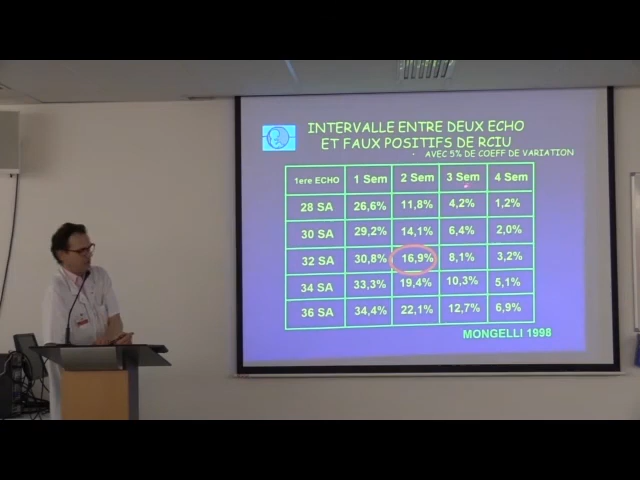 INTERVALLE ENTRE DEUX ECHO
ET FAUX POSITIFS DE RCIU
• AVEC 5% DE COEFF DE VARIATION
1ere ECHO 1 Sem 2 Sem 3 Sem 4 Sem
28 SA 26,6% 11,8% 4,2% 1,2%
30 SA 29,2% 14,1% 6,4% 2,0%
32 SA 30,8% 16,9% 8,1% 3,2%
34 SA 33,3% 19,4% 10,3% 5,1%
36 SA 34,4% 22,1% 12,7% 6,9%
MONGELLI 1998